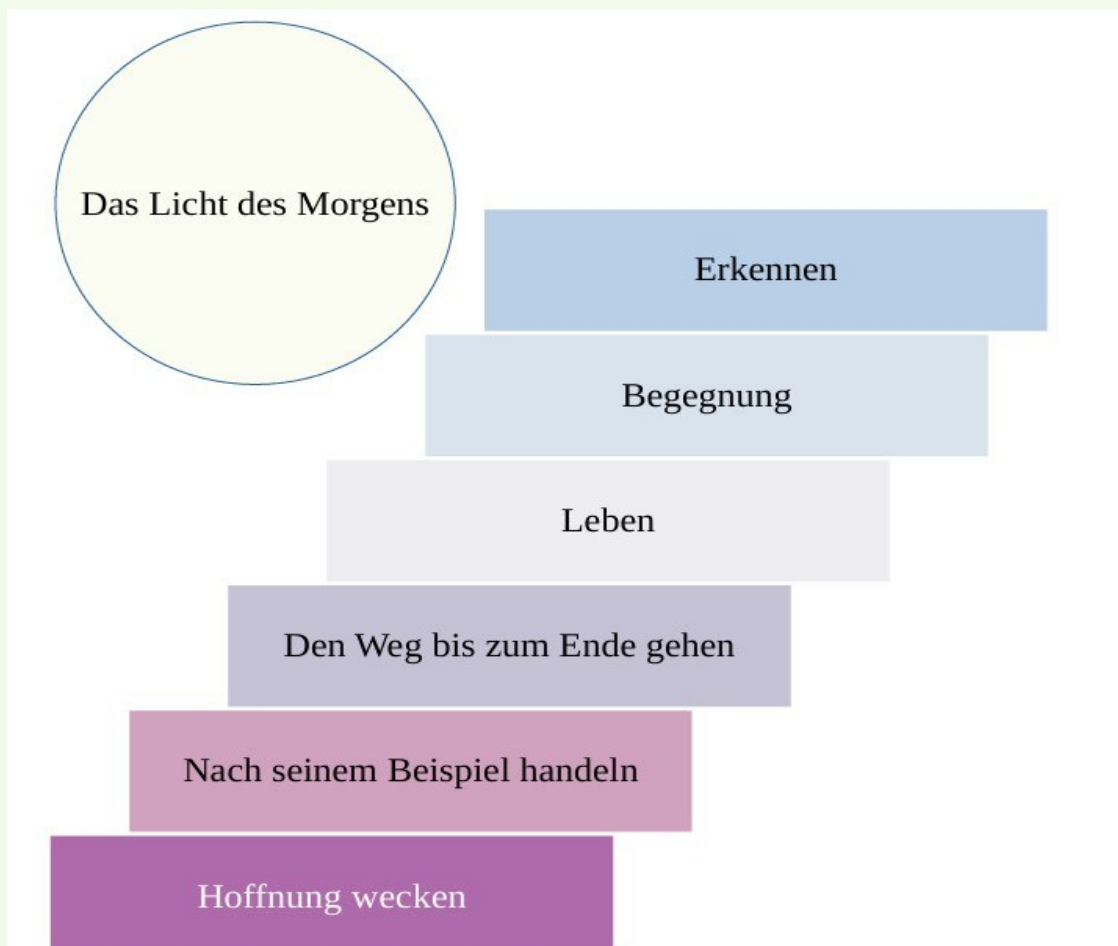 Das Licht des Morgens
Erkennen
Begegnung
Leben
Den Weg bis zum Ende gehen
Nach seinem Beispiel handeln
Hoffnung wecken